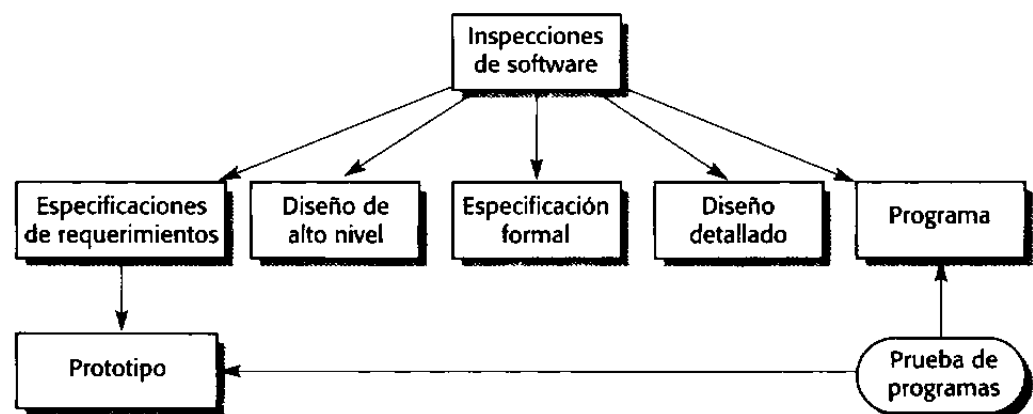 Inspecciones
de software
Especificaciones
de requerimientos
Diseño de
alto nivel
Especificación
formal
Diseño
detallado
Programa
Prototipo
Prueba de
programas